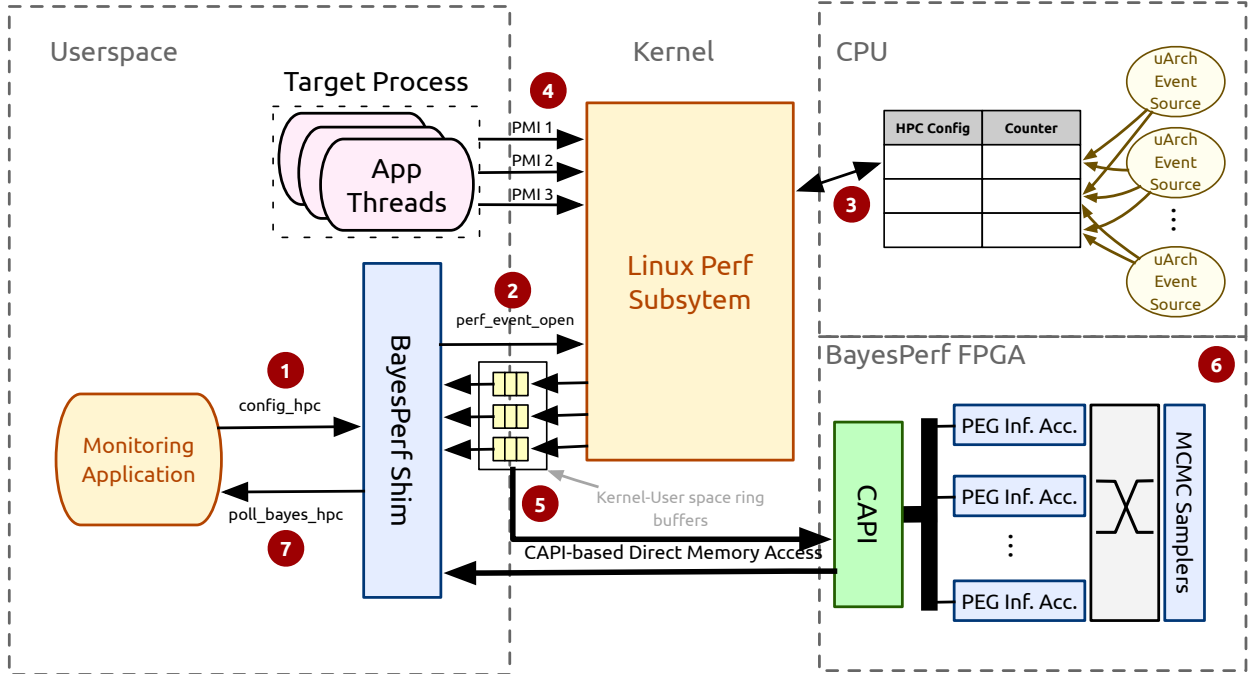 Userspace
Kernel
CPU
Target Process
4
PMI 1
PMI 2
PMI 3
App
Threads
HPC Config
Counter
uArch
Event
Source
uArch
Event
Source
uArch
Event
Source
3
Linux Perf
Subsytem
2
perf_event_open
BayesPerf Shim
1
config_hpc
Monitoring
Application
poll_bayes_hpc
7
Kernel-User space ring
buffers
5
CAPI-based Direct Memory Access
BayesPerf FPGA
6
CAPI
PEG Inf. Acc.
PEG Inf. Acc.
PEG Inf. Acc.
MCMC Samplers